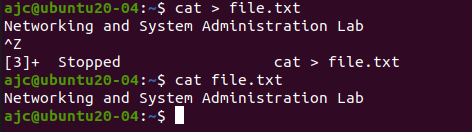 ajc@ubuntu20-04:~$ cat > file.txt
Networking and System Administration Lab
^Z
[3]+  Stopped                 cat > file.txt
ajc@ubuntu20-04:~$ cat file.txt
Networking and System Administration Lab
ajc@ubuntu20-04:~$